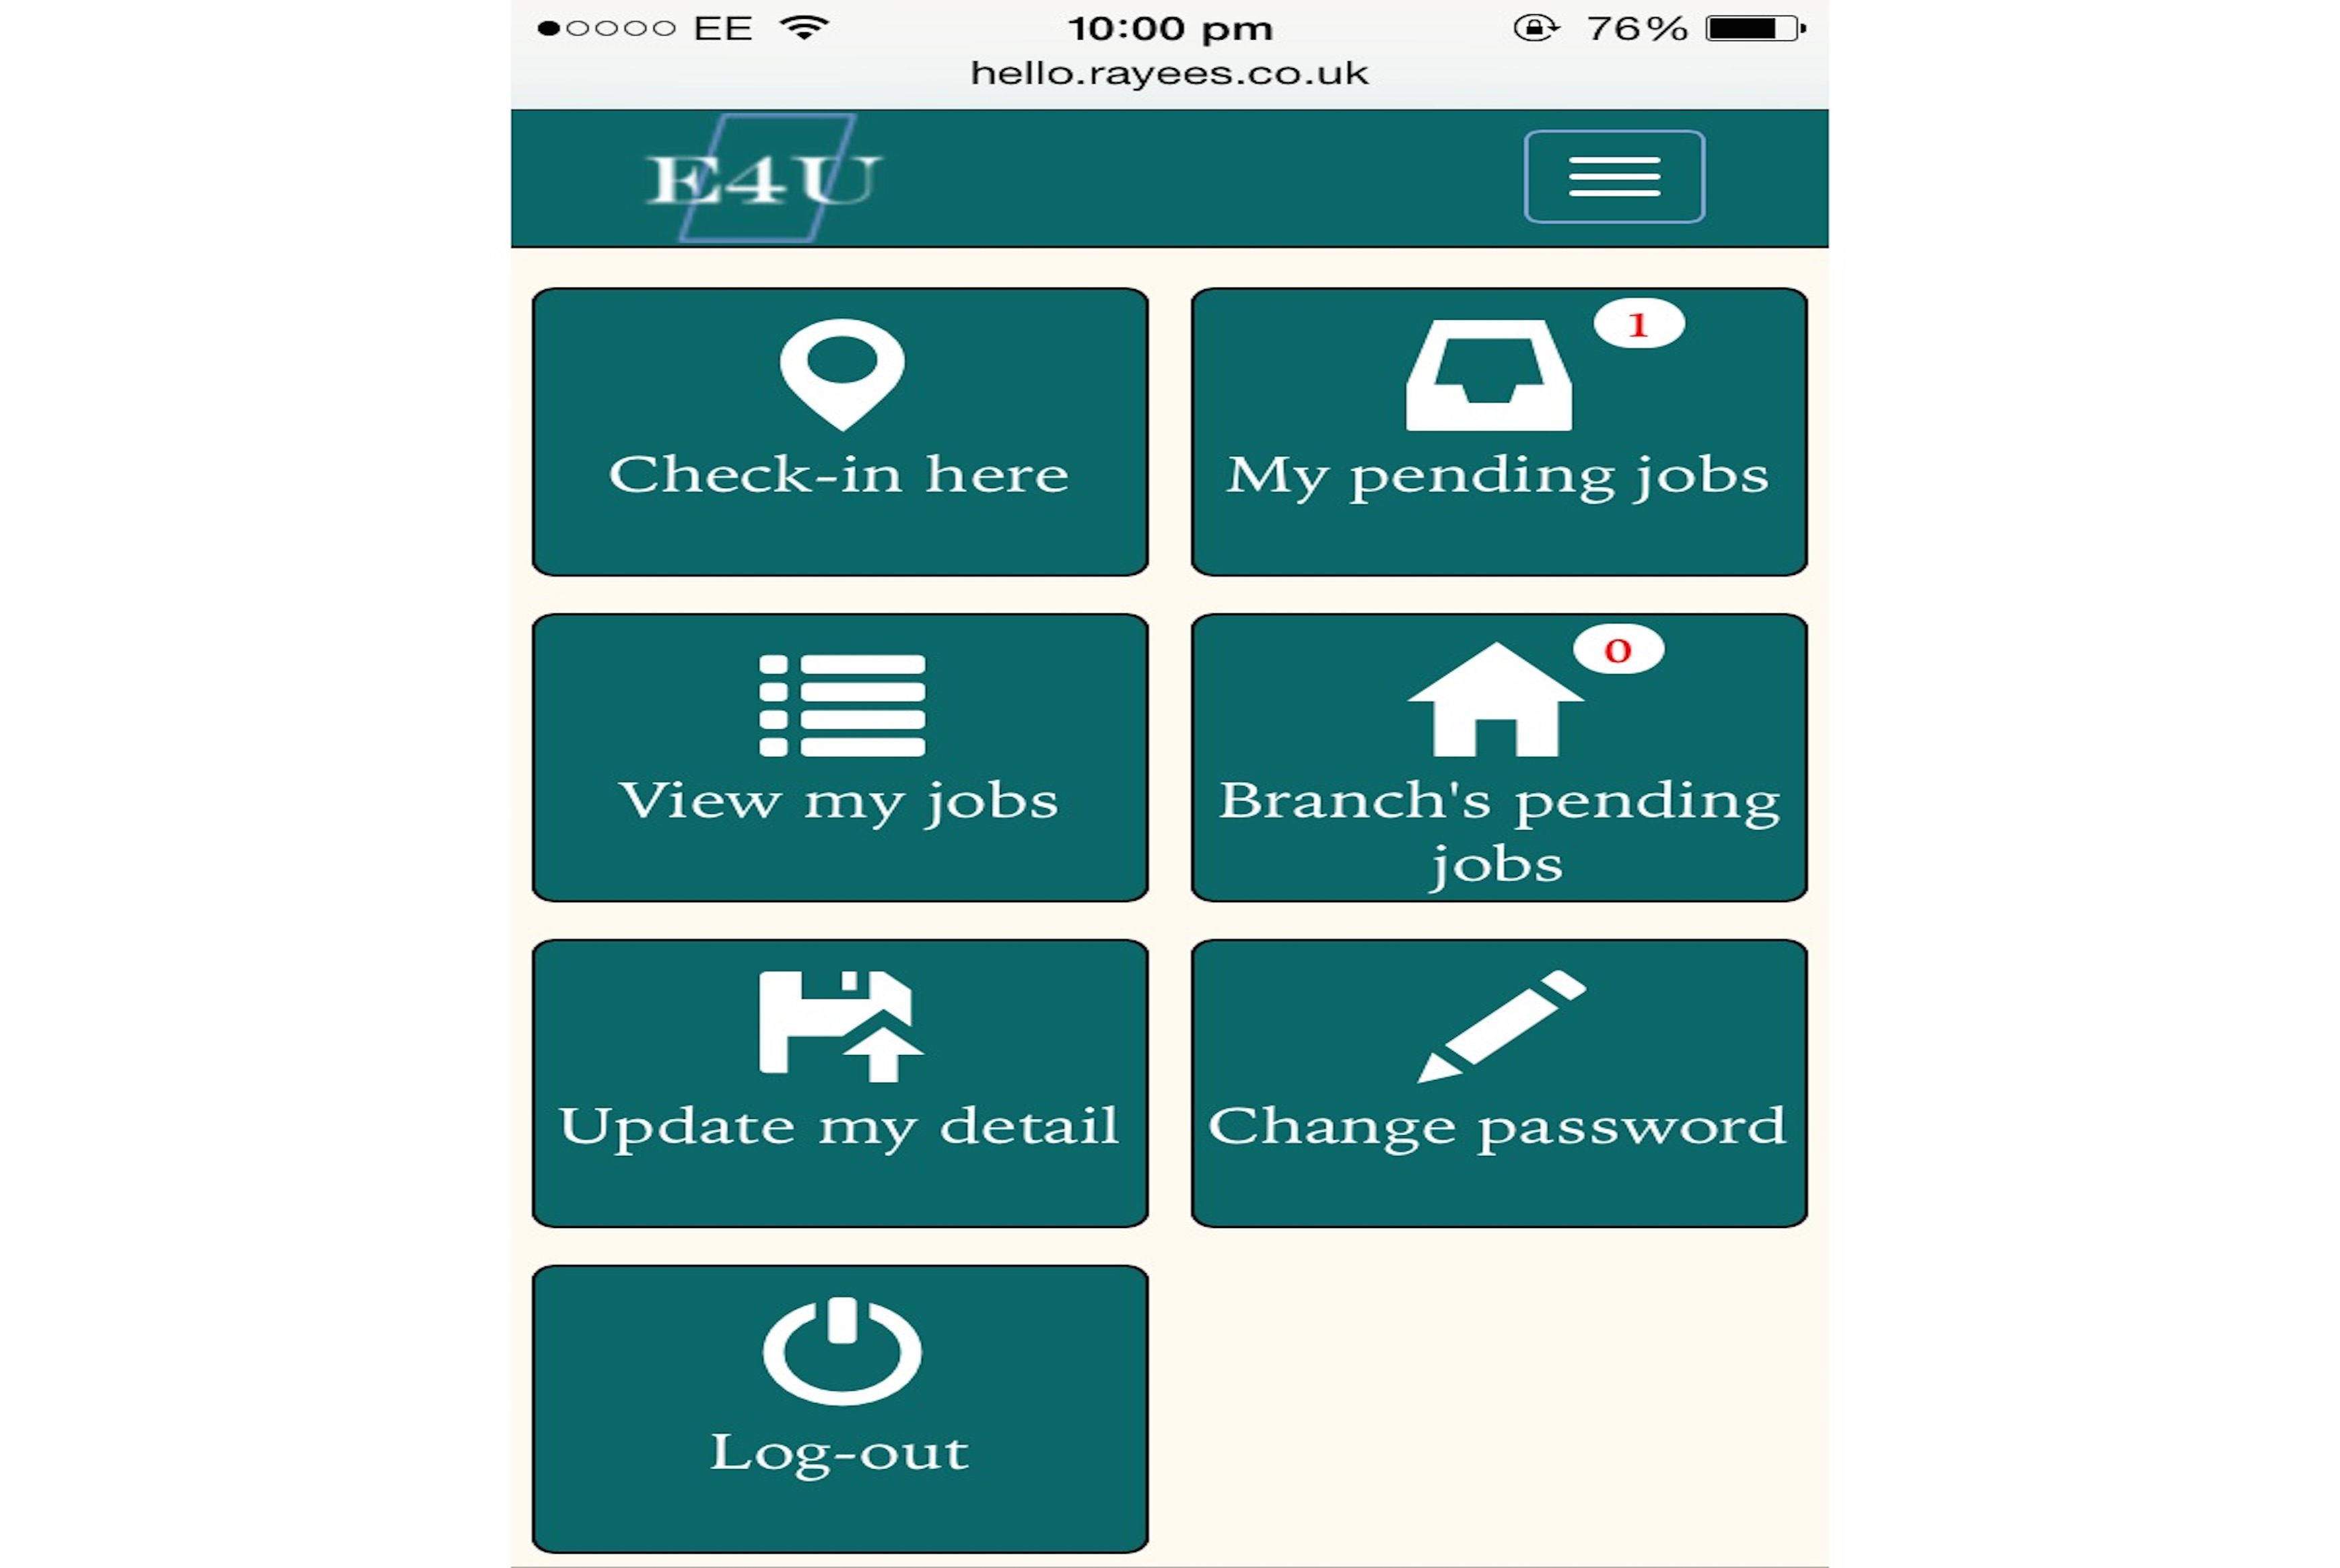 EE 10:00 pm 76%
hello.rayees.co.uk
E4U
Check-in here
1
My pending jobs
View my jobs
0
Branch's pending
jobs
Update my detail
Change password
Log-out